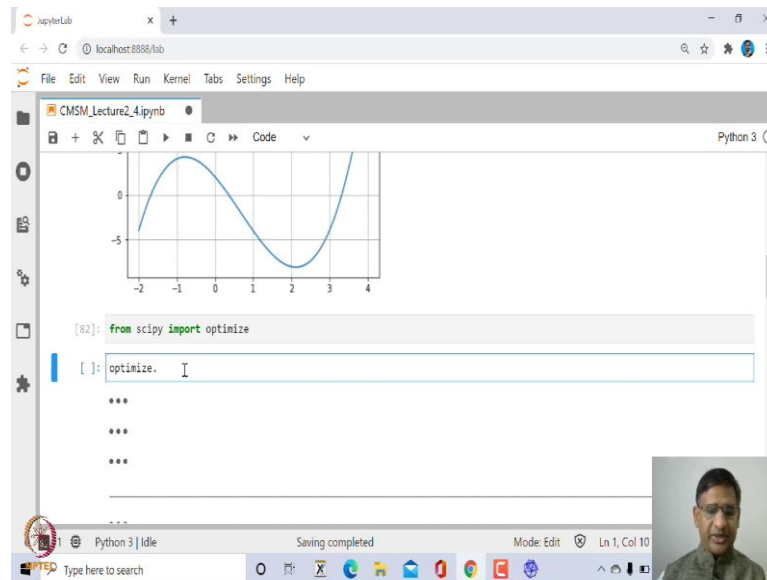 JupyterLab
localhost:8888/lab
File Edit View Run Kernel Tabs Settings Help
CMSM_Lecture2_4.ipynb
Code
Python 3
0
-5
-2 -1 0 1 2 3 4
[82]: from scipy import optimize
[ ]: optimize.
1 Python 3 | Idle Saving completed Mode: Edit Ln 1, Col 10
NPTEL
Type here to search